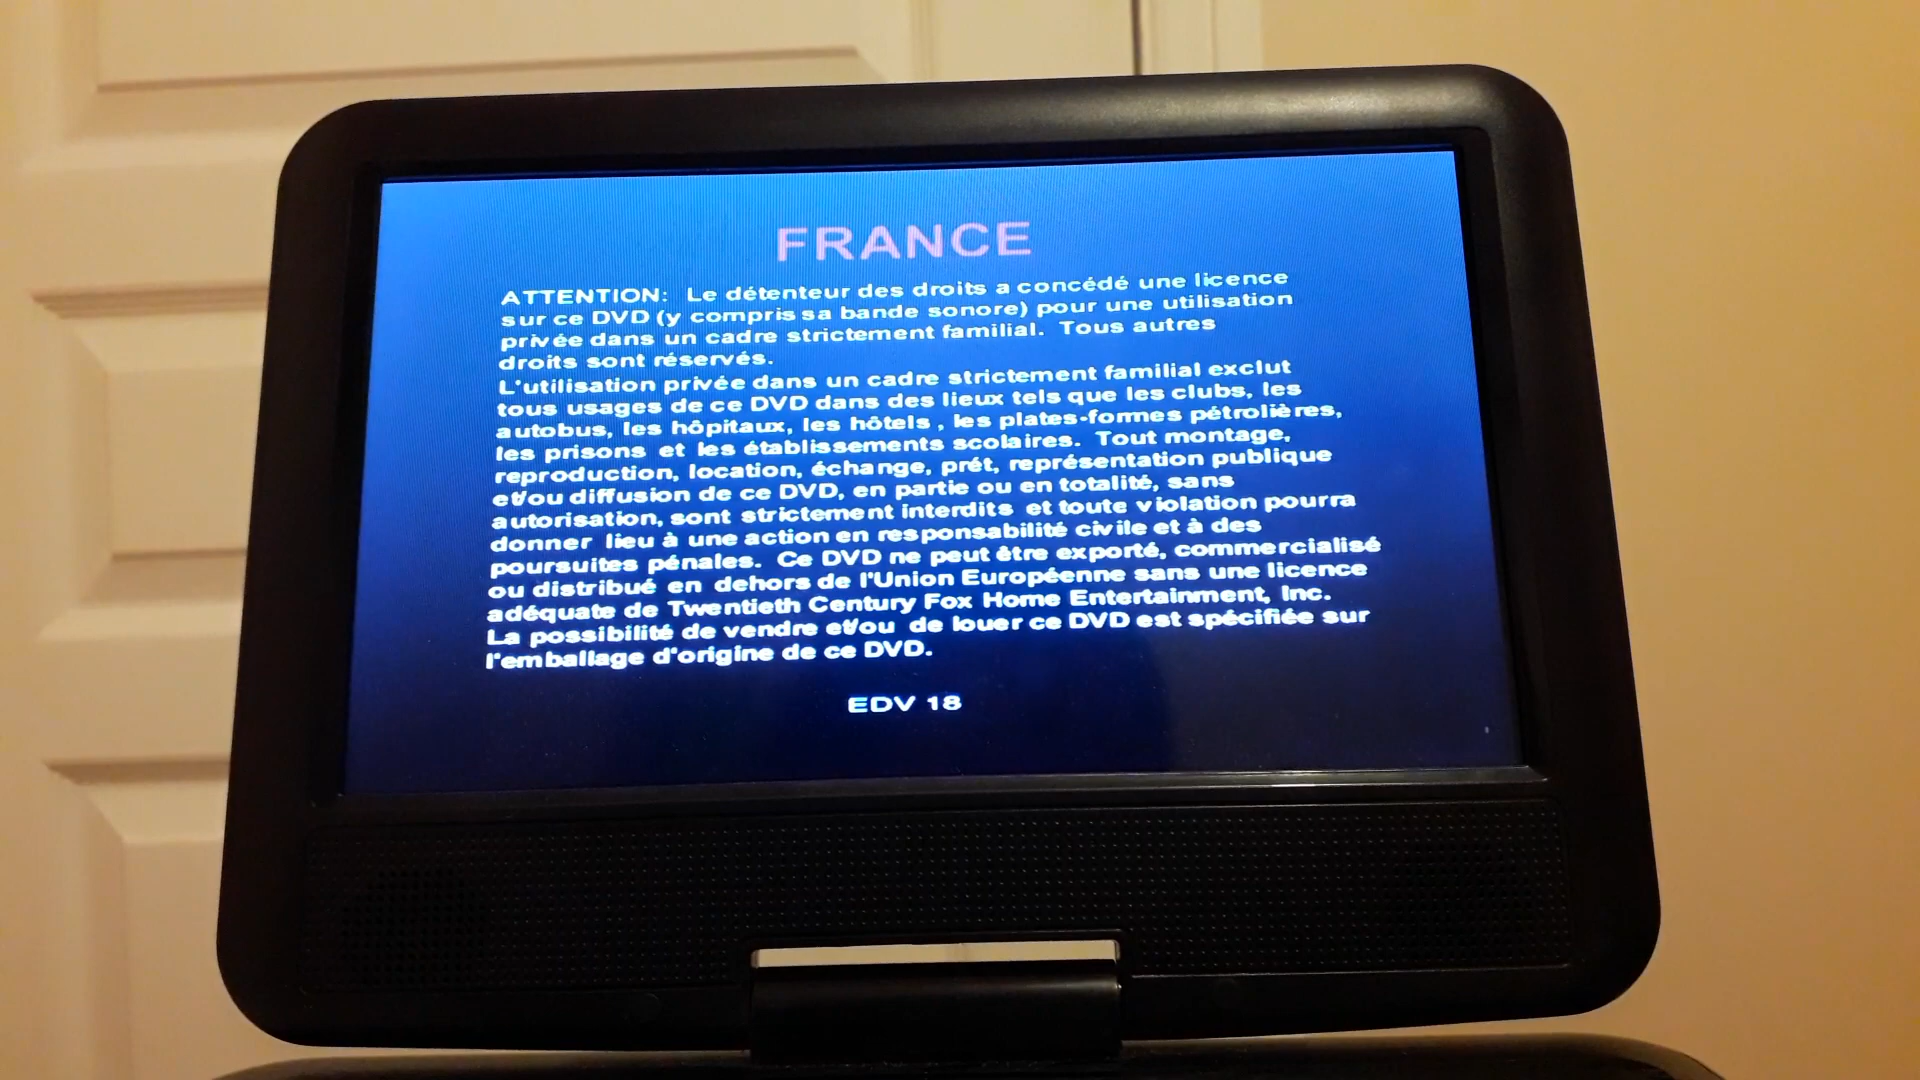 FRANCE
ATTENTION: Le détenteur des droits a concédé une licence
sur ce DVD (y compris sa bande sonore) pour une utilisation
privée dans un cadre strictement familial. Tous autres
droits sont réservés.
L'utilisation privée dans un cadre strictement familial exclut
tous usages de ce DVD dans des lieux tels que les clubs, les
autobus, les hôpitaux, les hôtels , les plates-formes pétrolières,
les prisons et les établissements scolaires. Tout montage,
reproduction, location, échange, prét, représentation publique
et/ou diffusion de ce DVD, en partie ou en totalité, sans
autorisation, sont strictement interdits et toute violation pourra
donner lieu à une action en responsabilité civile et à des
poursuites pénales. Ce DVD ne peut être exporté, commercialisé
ou distribué en dehors de l'Union Européenne sans une licence
adéquate de Twentieth Century Fox Home Entertainment, Inc.
La possibilité de vendre et/ou de louer ce DVD est spécifiée sur
l'emballage d'origine de ce DVD.
EDV 18